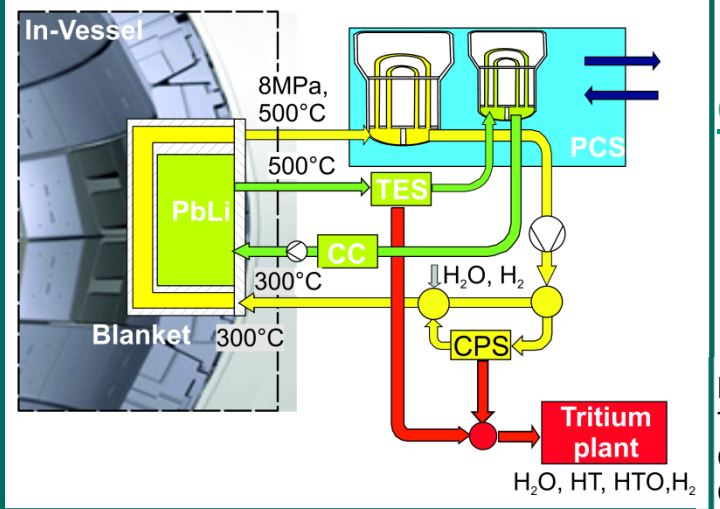 In-Vessel
8MPa,
500°C
500°C
PCS
TES
PbLi
CC
300°C
H₂O, H₂
Blanket
300°C
CPS
Tritium
plant
H₂O, HT, HTO,H₂